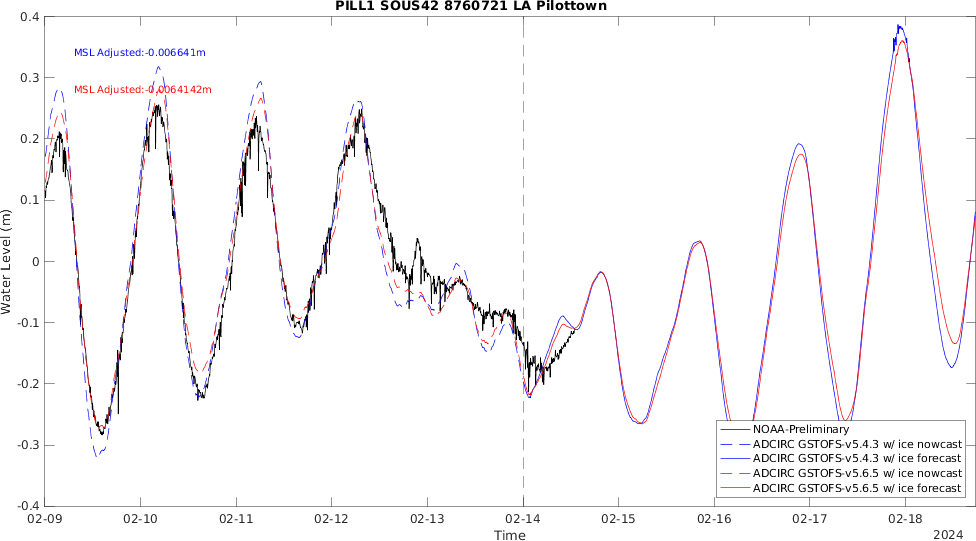 PILL1 SOUS42 8760721 LA Pilottown
MSL Adjusted:-0.006641m
MSL Adjusted:-0.0064142m
Water Level (m)
0.4
0.3
0.2
0.1
0
-0.1
-0.2
-0.3
-0.4
NOAA-Preliminary
ADCIRC GSTOFS-v5.4.3 w/ ice nowcast
ADCIRC GSTOFS-v5.4.3 w/ ice forecast
ADCIRC GSTOFS-v5.6.5 w/ ice nowcast
ADCIRC GSTOFS-v5.6.5 w/ ice forecast
02-09 02-10 02-11 02-12 02-13 02-14 02-15 02-16 02-17 02-18
Time
2024